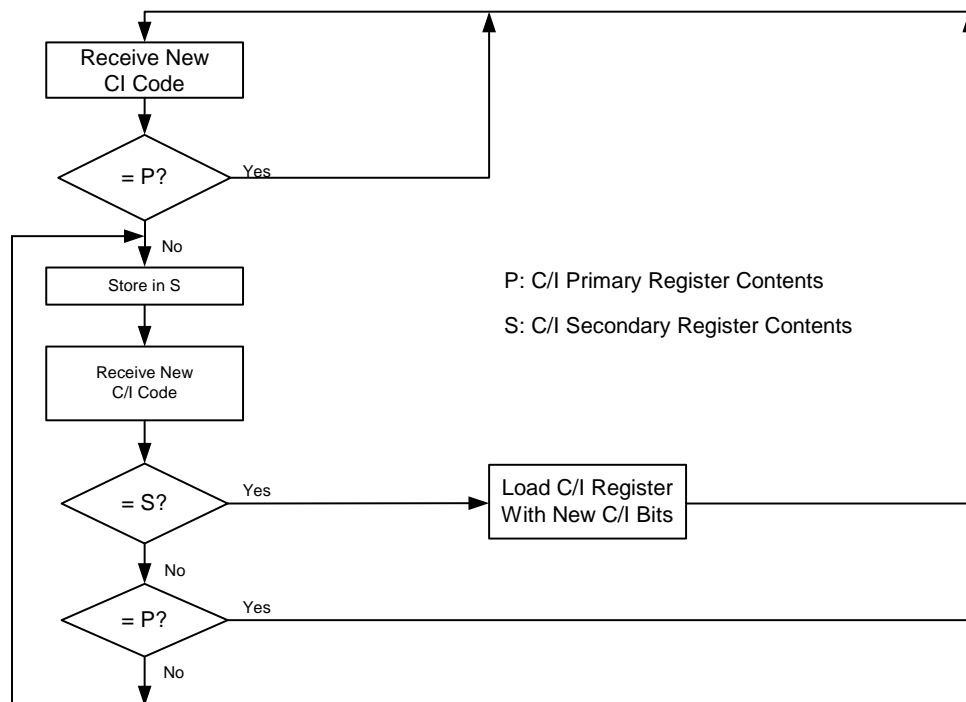 Receive New
CI Code
= P?
Yes
No
Store in S
P: C/I Primary Register Contents
S: C/I Secondary Register Contents
Receive New
C/I Code
= S?
Yes
Load C/I Register
With New C/I Bits
No
= P?
Yes
No